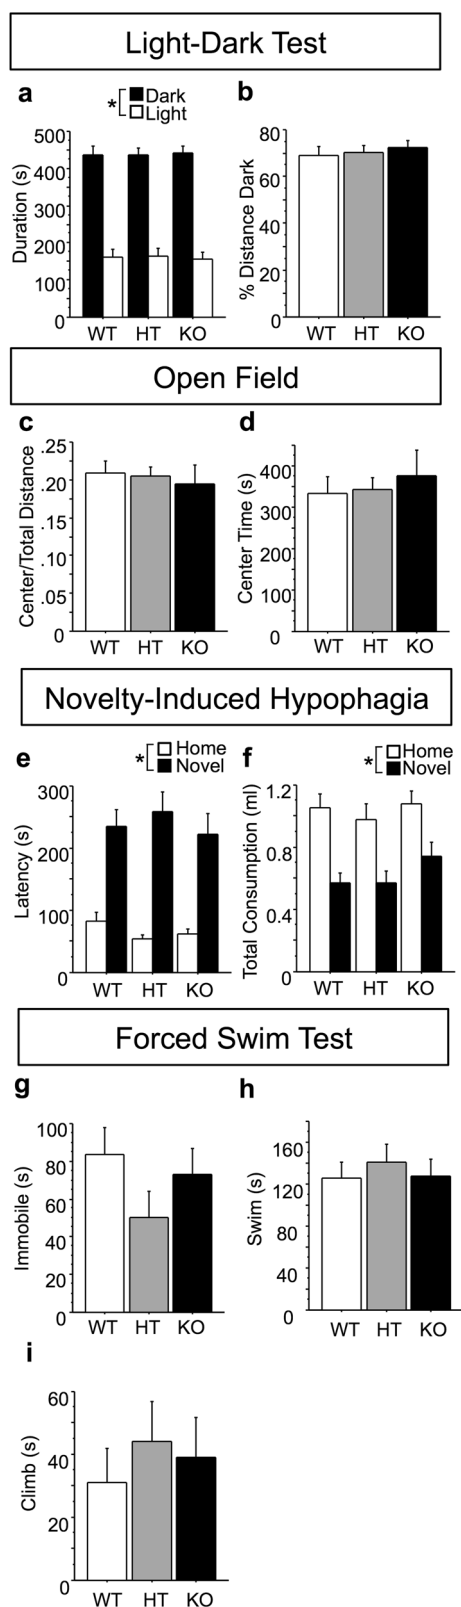 Light-Dark Test
a
* Dark
Light
Duration (s)
500
400
300
200
100
0
WT HT KO
b
% Distance Dark
80
60
40
20
0
WT HT KO
Open Field
c
Center/Total Distance
.25
.20
.15
.10
.05
0
WT HT KO
d
Center Time (s)
400
300
200
100
0
WT HT KO
Novelty-Induced Hypophagia
e
* Home
Novel
Latency (s)
300
200
100
0
WT HT KO
f
* Home
Novel
Total Consumption (ml)
1.2
0.8
0.4
0
WT HT KO
Forced Swim Test
g
Immobile (s)
100
80
60
40
20
0
WT HT KO
h
Swim (s)
160
120
80
40
0
WT HT KO
i
Climb (s)
60
40
20
0
WT HT KO